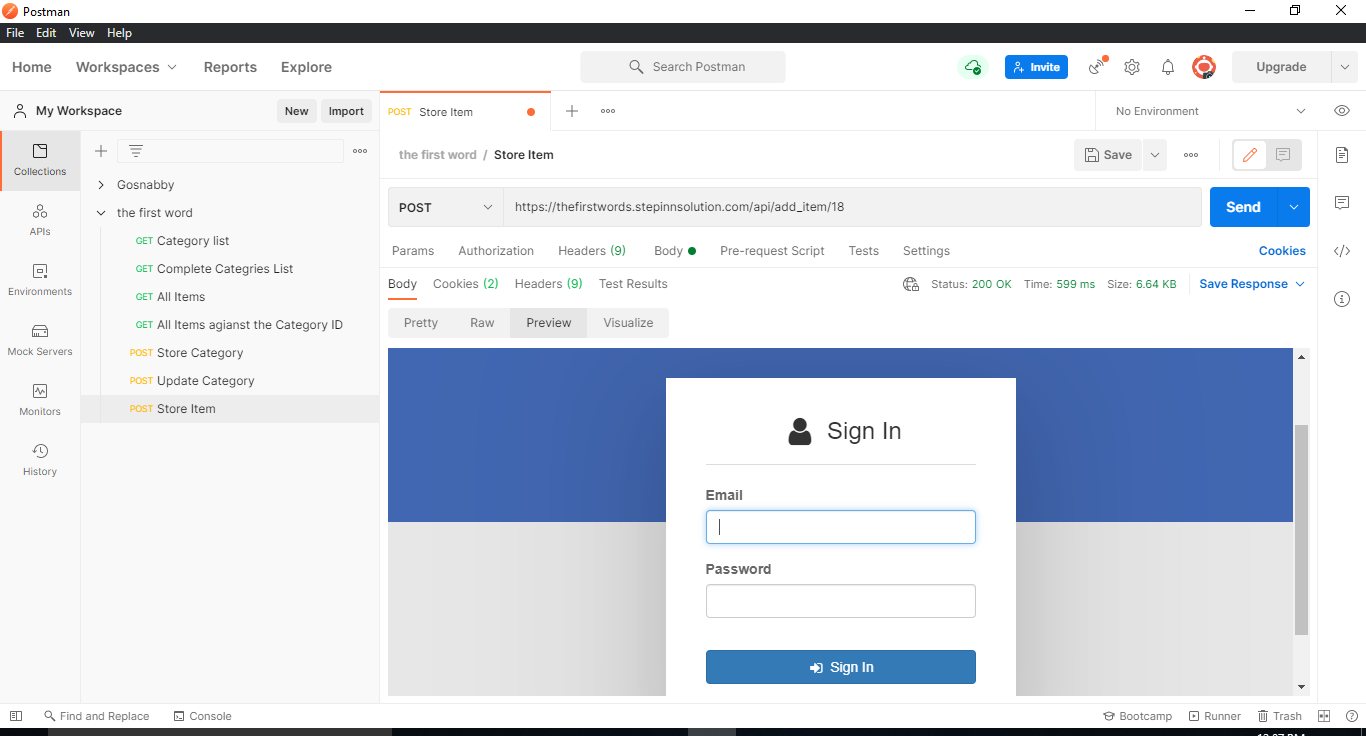 Postman
File Edit View Help
Home Workspaces Reports Explore Search Postman Invite Upgrade
My Workspace New Import POST Store Item No Environment
the first word / Store Item Save
Collections
APIs
Environments
Mock Servers
Monitors
History
Gosnabby
the first word
GET Category list
GET Complete Categries List
GET All Items
GET All Items agianst the Category ID
POST Store Category
POST Update Category
POST Store Item
POST https://thefirstwords.stepinnsolution.com/api/add_item/18 Send
Params Authorization Headers (9) Body Pre-request Script Tests Settings Cookies
Body Cookies (2) Headers (9) Test Results Status: 200 OK Time: 599 ms Size: 6.64 KB Save Response
Pretty Raw Preview Visualize
Sign In
Email
Password
Sign In
Find and Replace Console Bootcamp Runner Trash